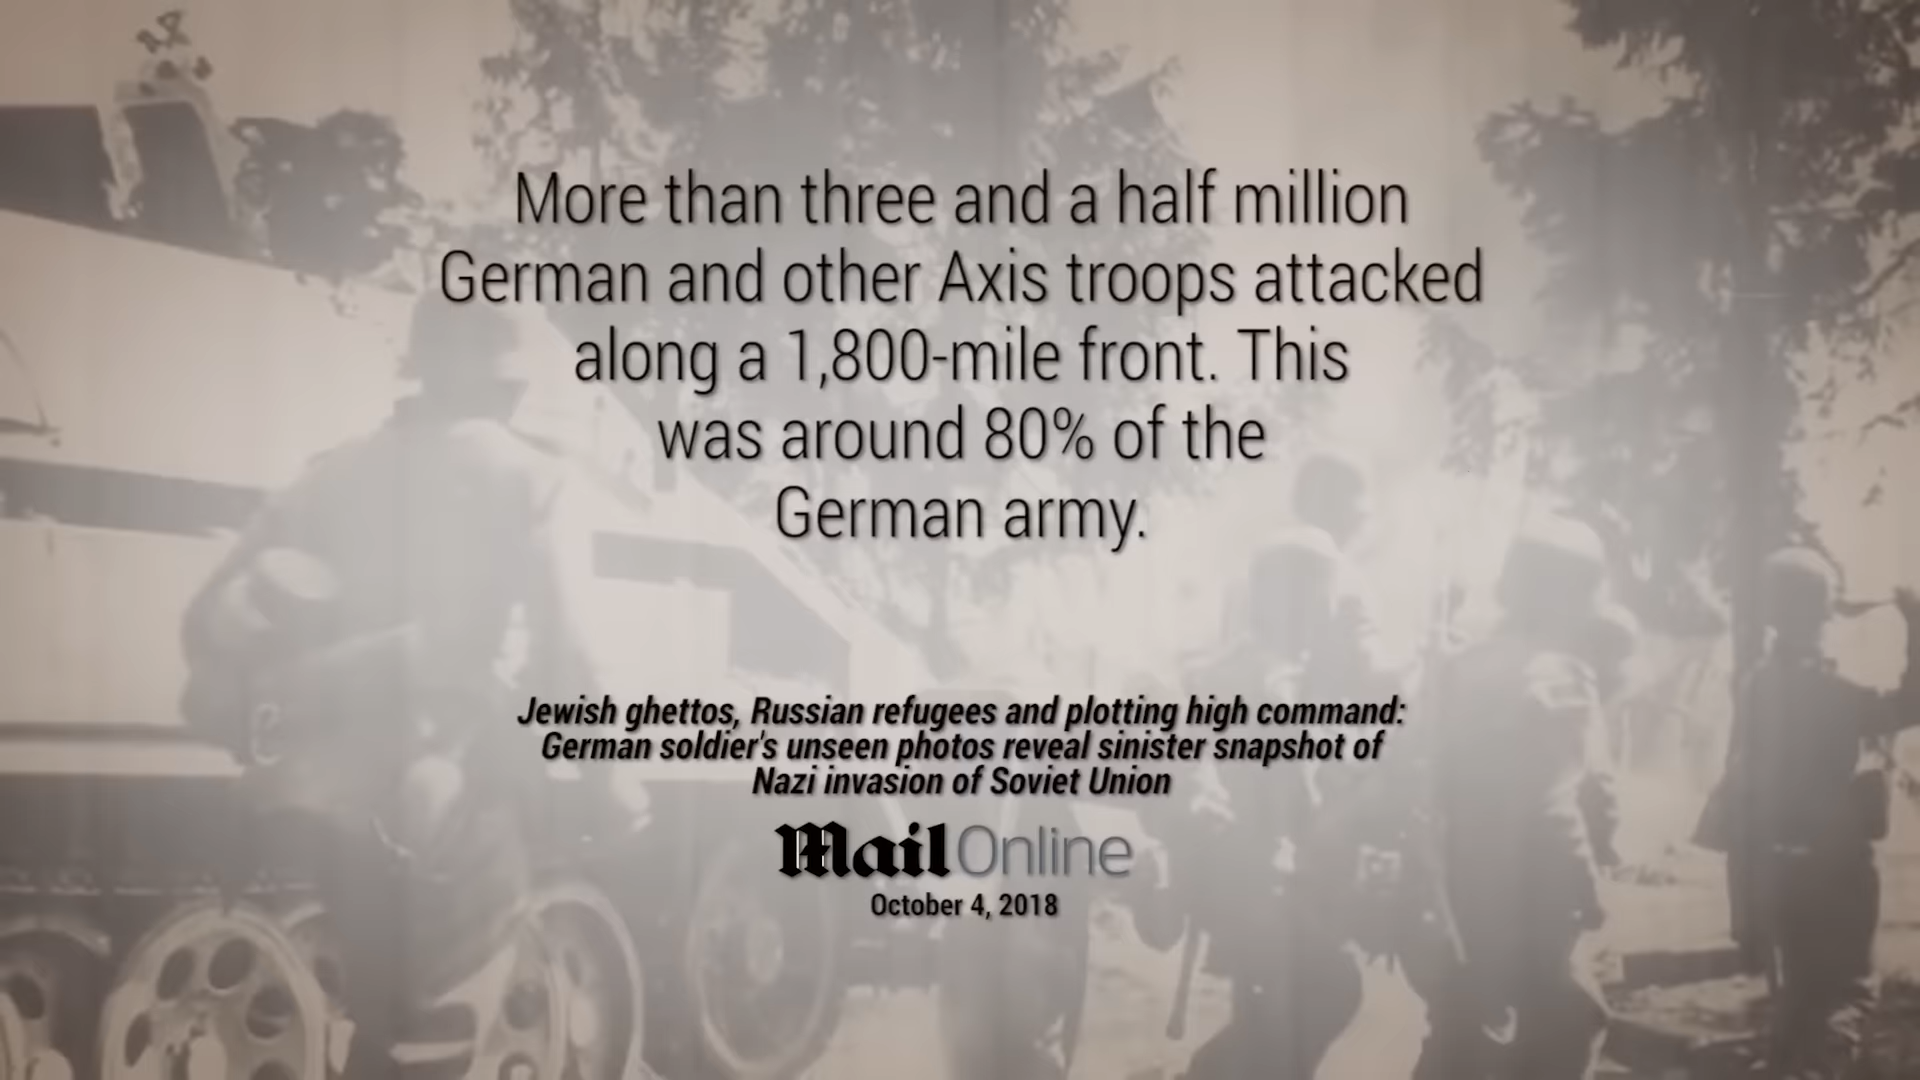 More than three and a half million
German and other Axis troops attacked
along a 1,800-mile front. This
was around 80% of the
German army.
Jewish ghettos, Russian refugees and plotting high command:
German soldier's unseen photos reveal sinister snapshot of
Nazi invasion of Soviet Union
Mail Online
October 4, 2018